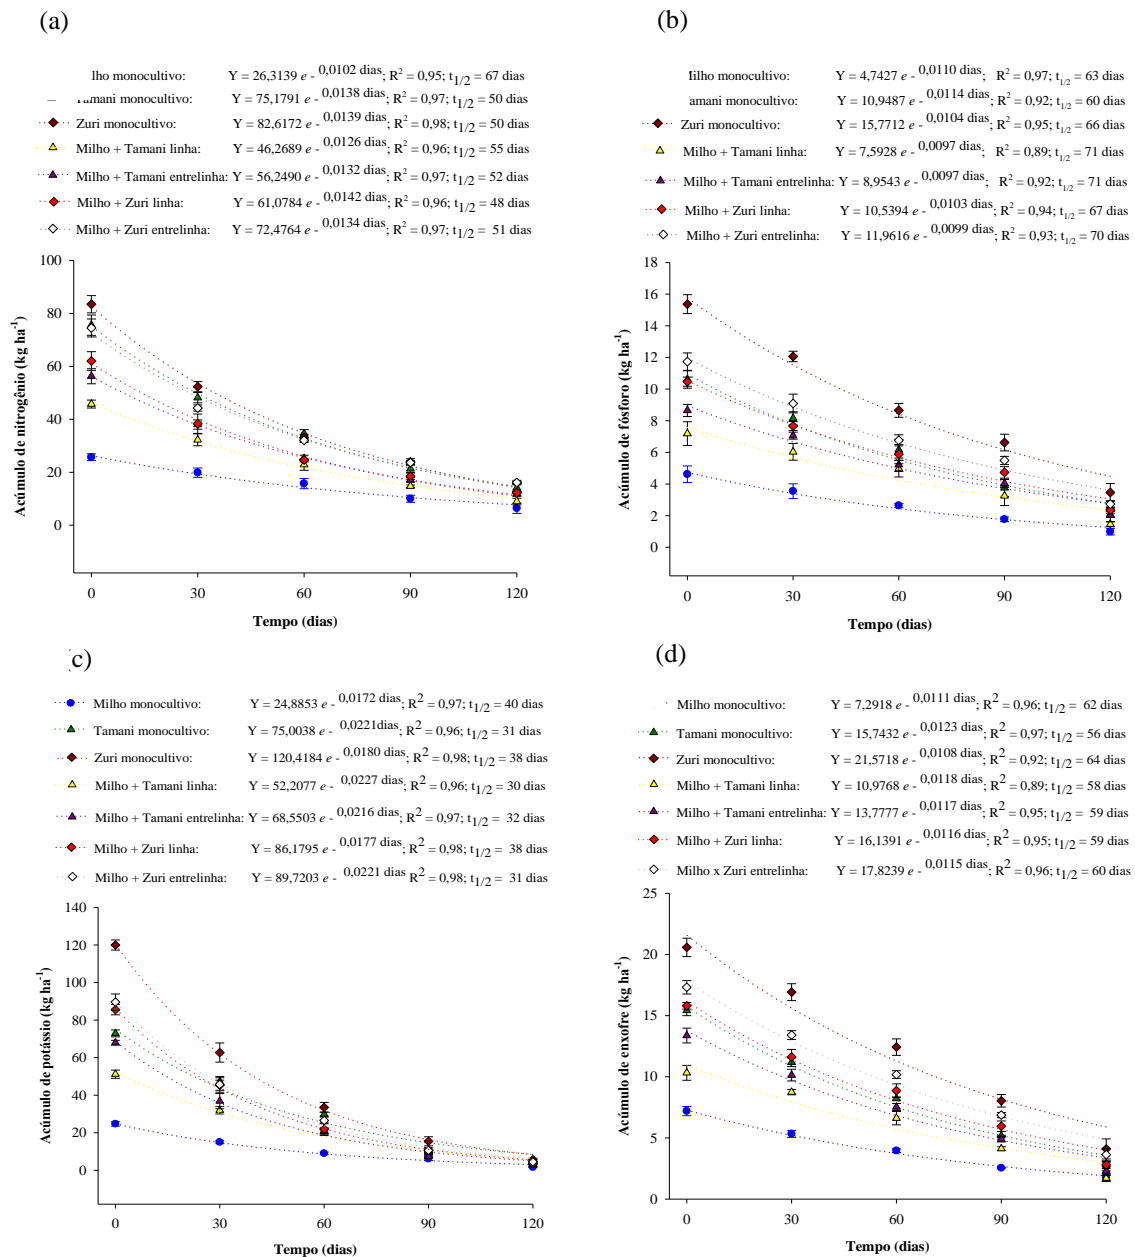 (a)
lho monocultivo: Y = 26,3139 e - 0,0102 dias; R2 = 0,95; t1/2 = 67 dias
Tamani monocultivo: Y = 75,1791 e - 0,0138 dias; R2 = 0,97; t1/2 = 50 dias
Zuri monocultivo: Y = 82,6172 e - 0,0139 dias; R2 = 0,98; t1/2 = 50 dias
Milho + Tamani linha: Y = 46,2689 e - 0,0126 dias; R2 = 0,96; t1/2 = 55 dias
Milho + Tamani entrelinha: Y = 56,2490 e - 0,0132 dias; R2 = 0,97; t1/2 = 52 dias
Milho + Zuri linha: Y = 61,0784 e - 0,0142 dias; R2 = 0,96; t1/2 = 48 dias
Milho + Zuri entrelinha: Y = 72,4764 e - 0,0134 dias; R2 = 0,97; t1/2 = 51 dias
Acúmulo de nitrogênio (kg ha-1)
100
80
60
40
20
0
0 30 60 90 120
Tempo (dias)
(b)
Milho monocultivo: Y = 4,7427 e - 0,0110 dias; R2 = 0,97; t1/2 = 63 dias
Tamani monocultivo: Y = 10,9487 e - 0,0114 dias; R2 = 0,92; t1/2 = 60 dias
Zuri monocultivo: Y = 15,7712 e - 0,0104 dias; R2 = 0,95; t1/2 = 66 dias
Milho + Tamani linha: Y = 7,5928 e - 0,0097 dias; R2 = 0,89; t1/2 = 71 dias
Milho + Tamani entrelinha: Y = 8,9543 e - 0,0097 dias; R2 = 0,92; t1/2 = 71 dias
Milho + Zuri linha: Y = 10,5394 e - 0,0103 dias; R2 = 0,94; t1/2 = 67 dias
Milho + Zuri entrelinha: Y = 11,9616 e - 0,0099 dias; R2 = 0,93; t1/2 = 70 dias
Acúmulo de fósforo (kg ha-1)
18
16
14
12
10
8
6
4
2
0
0 30 60 90 120
Tempo (dias)
(c)
Milho monocultivo: Y = 24,8853 e - 0,0172 dias; R2 = 0,97; t1/2 = 40 dias
Tamani monocultivo: Y = 75,0038 e - 0,0221dias; R2 = 0,96; t1/2 = 31 dias
Zuri monocultivo: Y = 120,4184 e - 0,0180 dias; R2 = 0,98; t1/2 = 38 dias
Milho + Tamani linha: Y = 52,2077 e - 0,0227 dias; R2 = 0,96; t1/2 = 30 dias
Milho + Tamani entrelinha: Y = 68,5503 e - 0,0216 dias; R2 = 0,97; t1/2 = 32 dias
Milho + Zuri linha: Y = 86,1795 e - 0,0177 dias; R2 = 0,98; t1/2 = 38 dias
Milho + Zuri entrelinha: Y = 89,7203 e - 0,0221 dias R2 = 0,98; t1/2 = 31 dias
Acúmulo de potássio (kg ha-1)
140
120
100
80
60
40
20
0
0 30 60 90 120
Tempo (dias)
(d)
Milho monocultivo: Y = 7,2918 e - 0,0111 dias; R2 = 0,96; t1/2 = 62 dias
Tamani monocultivo: Y = 15,7432 e - 0,0123 dias; R2 = 0,97; t1/2 = 56 dias
Zuri monocultivo: Y = 21,5718 e - 0,0108 dias; R2 = 0,92; t1/2 = 64 dias
Milho + Tamani linha: Y = 10,9768 e - 0,0118 dias; R2 = 0,89; t1/2 = 58 dias
Milho + Tamani entrelinha: Y = 13,7777 e - 0,0117 dias; R2 = 0,95; t1/2 = 59 dias
Milho + Zuri linha: Y = 16,1391 e - 0,0116 dias; R2 = 0,95; t1/2 = 59 dias
Milho x Zuri entrelinha: Y = 17,8239 e - 0,0115 dias; R2 = 0,96; t1/2 = 60 dias
Acúmulo de enxofre (kg ha-1)
25
20
15
10
5
0
0 30 60 90 120
Tempo (dias)